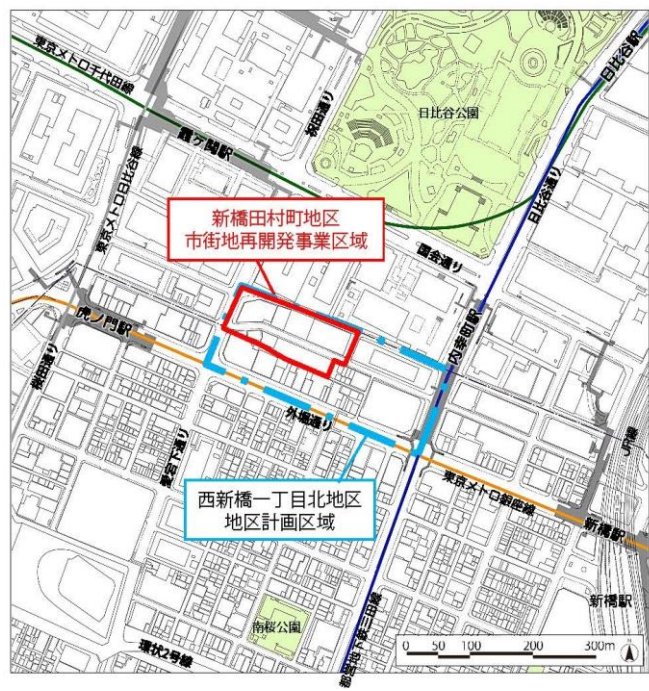 東京メトロ千代田線
霞ヶ関駅
祝田通り
日比谷公園
日比谷駅
日比谷通り
東京メトロ日比谷線
新橋田村町地区
市街地再開発事業区域
国会通り
内幸町駅
虎ノ門駅
桜田通り
愛宕下通り
外堀通り
JR線
西新橋一丁目北地区
地区計画区域
東京メトロ銀座線
新橋駅
新橋駅
南桜公園
環状2号線
都営地下鉄三田線
0 50 100 200 300m